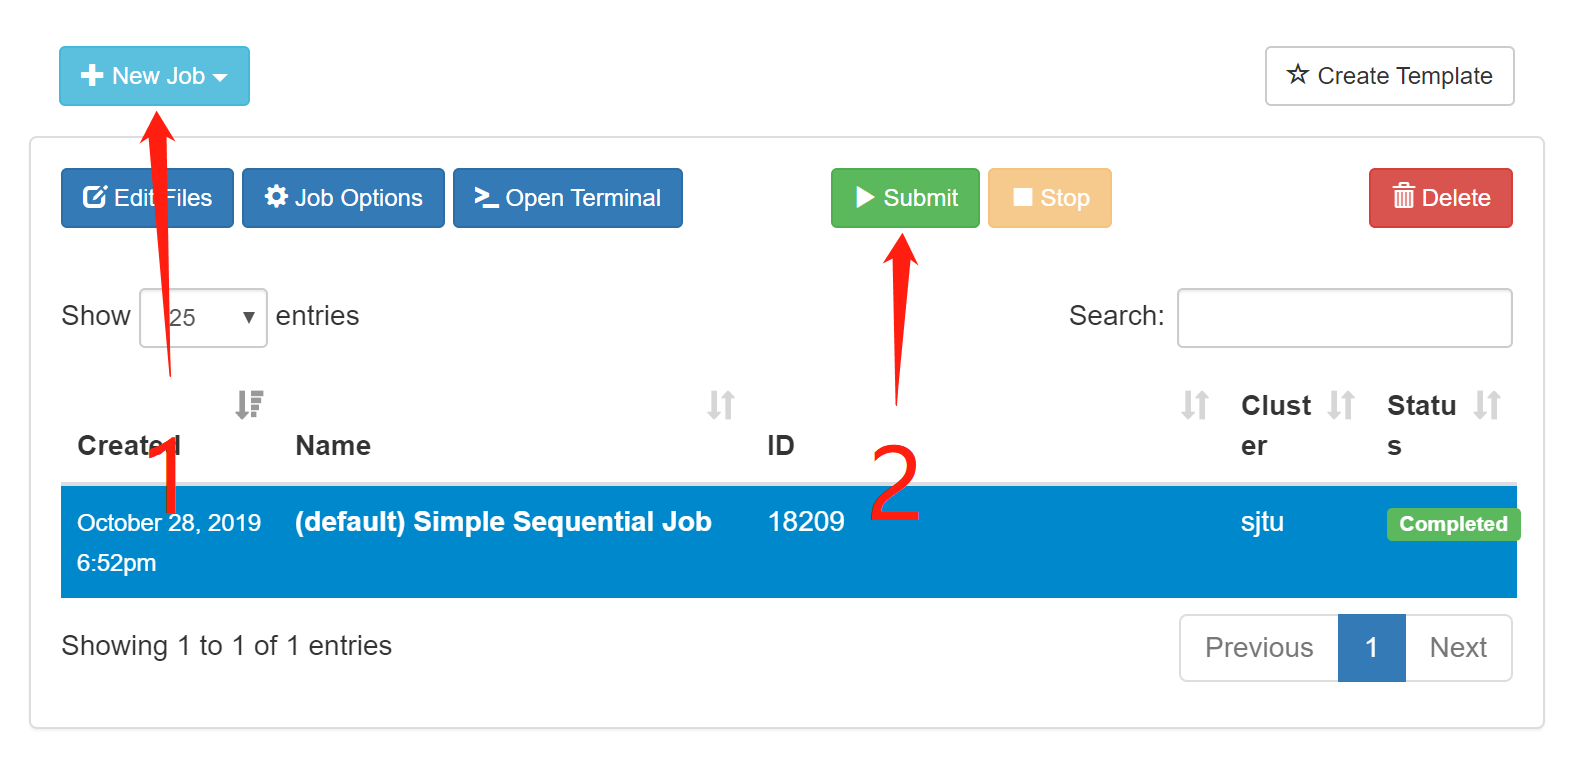 New Job
Create Template
Edit Files Job Options Open Terminal Submit Stop Delete
Show 25 entries Search:
Created Name ID Cluster Status
1 2
October 28, 2019 6:52pm (default) Simple Sequential Job 18209 sjtu Completed
Showing 1 to 1 of 1 entries Previous 1 Next